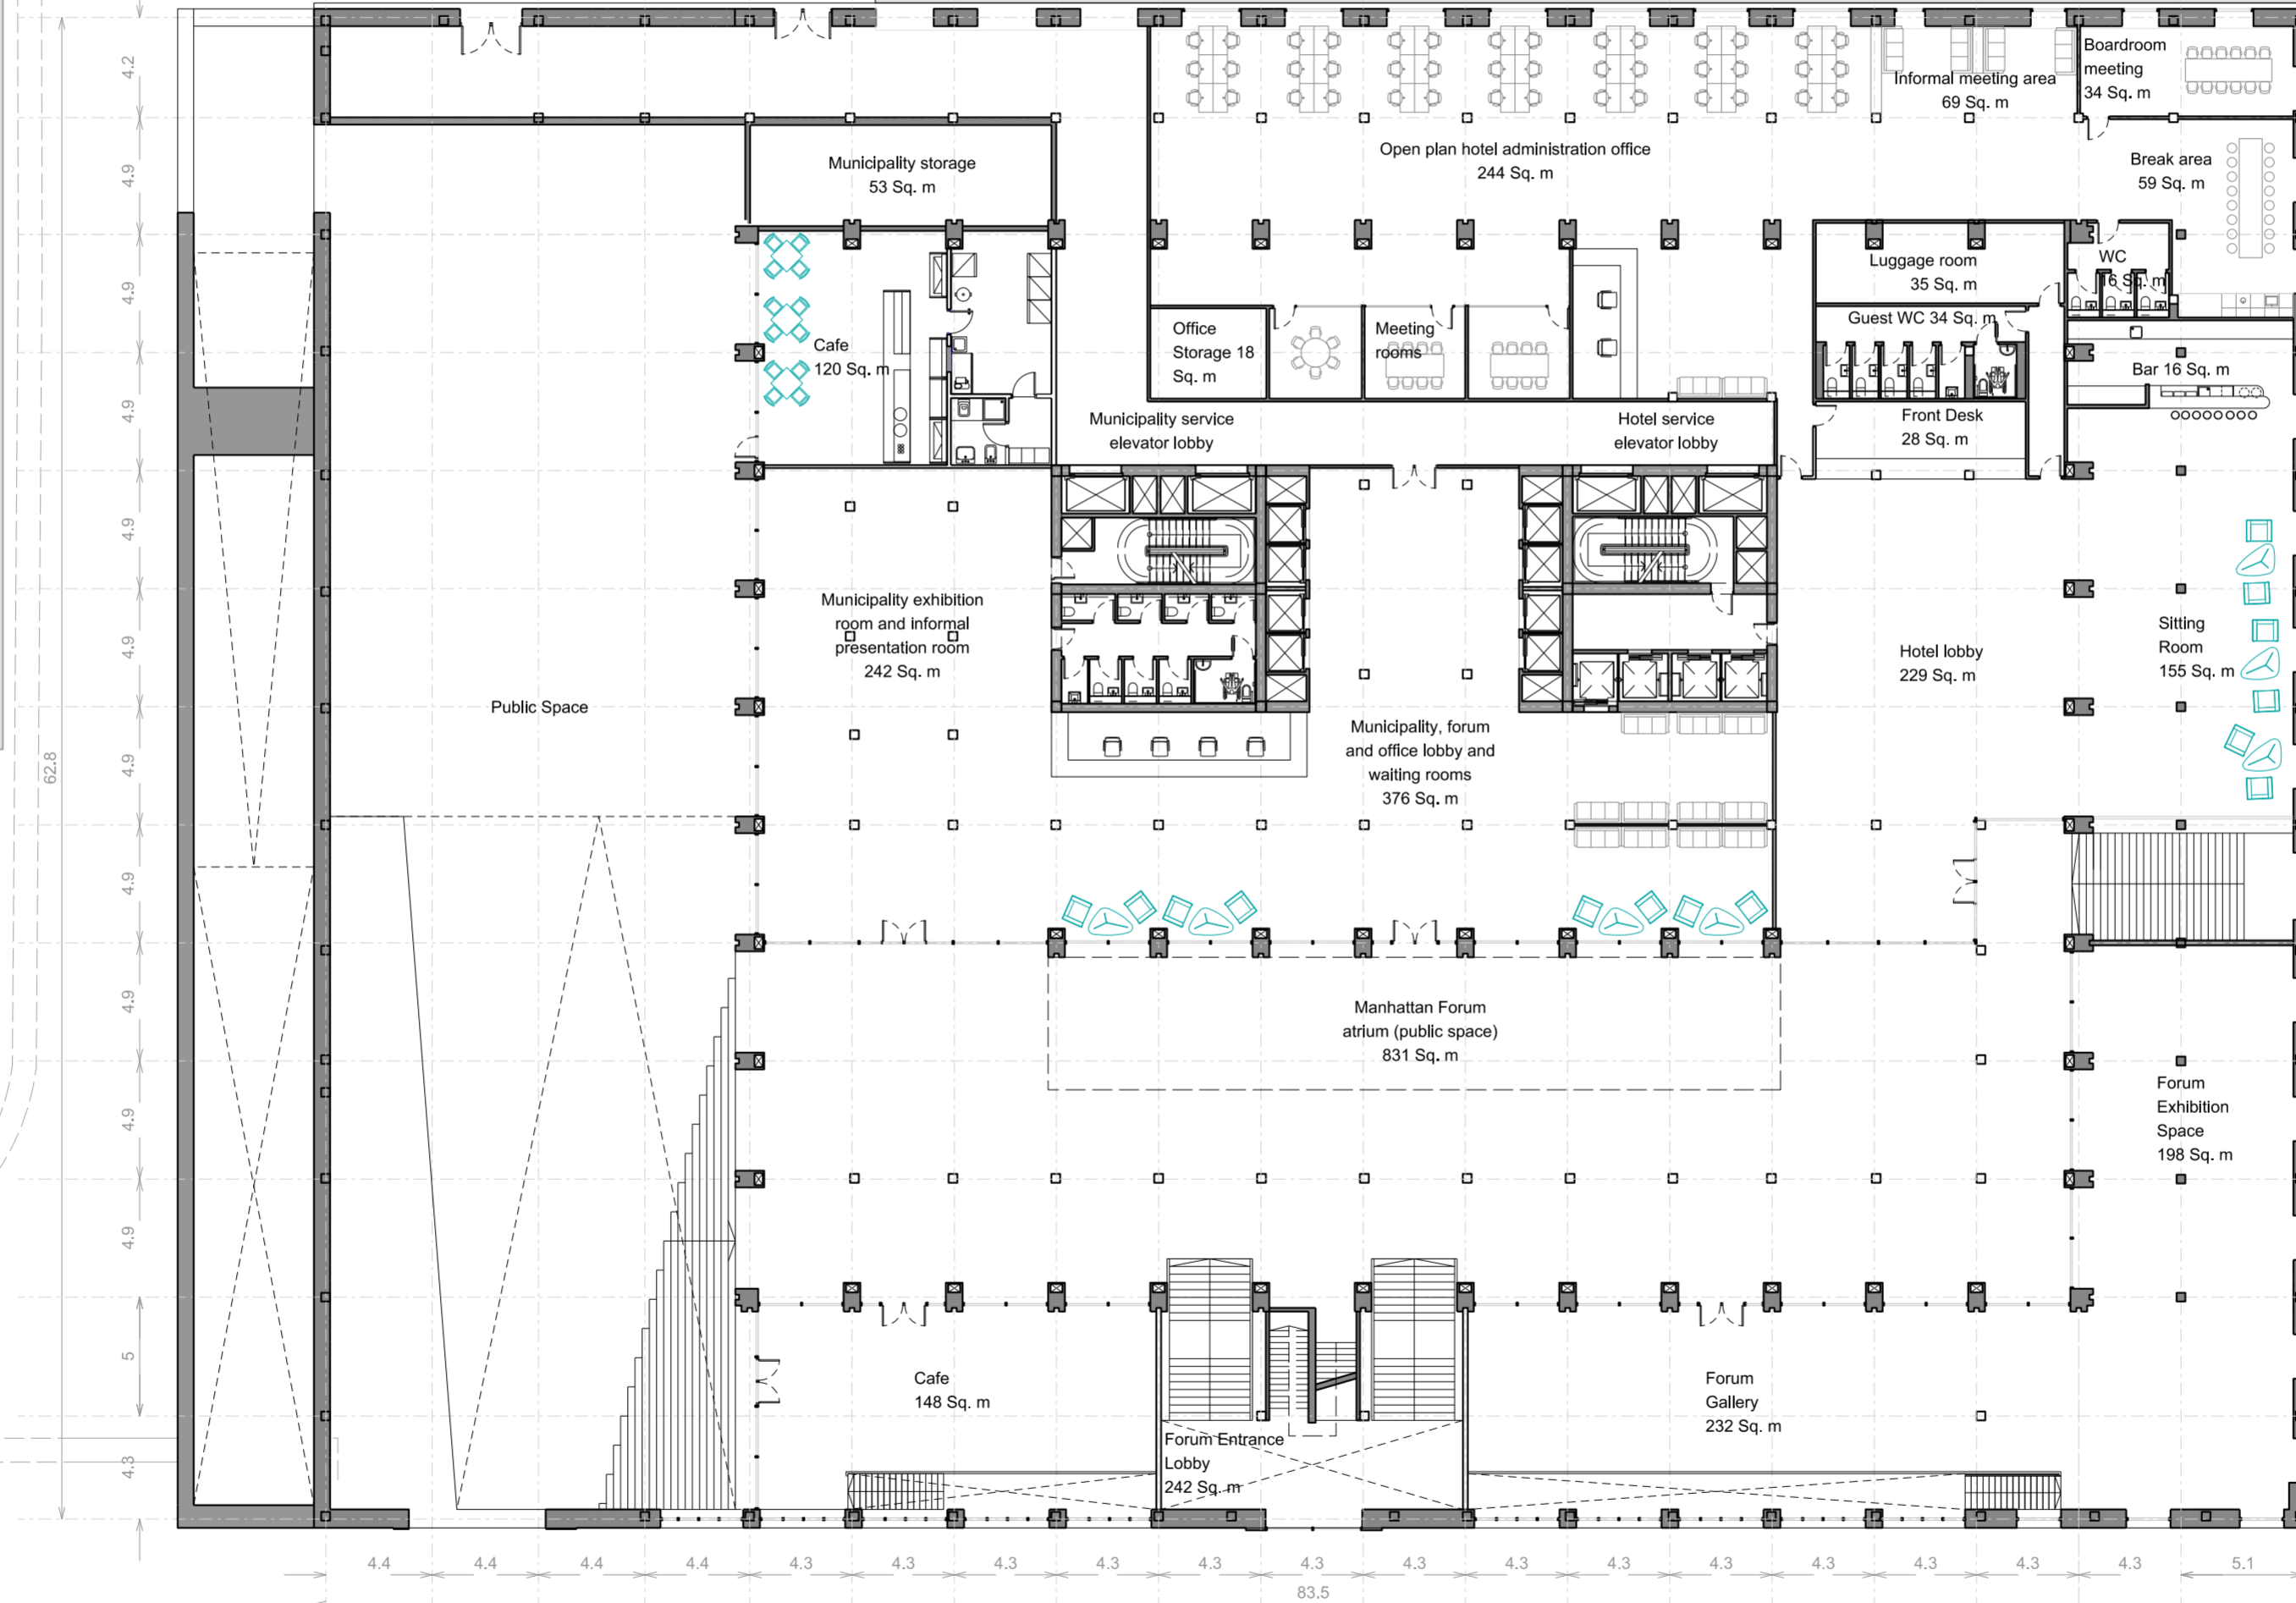 Boardroom
meeting
34 Sq. m
Informal meeting area
69 Sq. m
Open plan hotel administration office
244 Sq. m
Municipality storage
53 Sq. m
Break area
59 Sq. m
WC
16 Sq. m
Luggage room
35 Sq. m
Guest WC 34 Sq. m
Office
Storage 18
Sq. m
Meeting
rooms
Cafe
120 Sq. m
Bar 16 Sq. m
Municipality service
elevator lobby
Hotel service
elevator lobby
Front Desk
28 Sq. m
Municipality exhibition
room and informal
presentation room
242 Sq. m
Sitting
Room
155 Sq. m
Hotel lobby
229 Sq. m
Public Space
Municipality, forum
and office lobby and
waiting rooms
376 Sq. m
Manhattan Forum
atrium (public space)
831 Sq. m
Forum
Exhibition
Space
198 Sq. m
Cafe
148 Sq. m
Forum
Gallery
232 Sq. m
Forum Entrance
Lobby
242 Sq. m
4.2
4.9
4.9
4.9
4.9
4.9
4.9
4.9
4.9
4.9
4.9
5
4.3
62.8
4.4
4.4
4.4
4.4
4.3
4.3
4.3
4.3
4.3
4.3
4.3
4.3
4.3
4.3
4.3
4.3
4.3
4.3
5.1
83.5